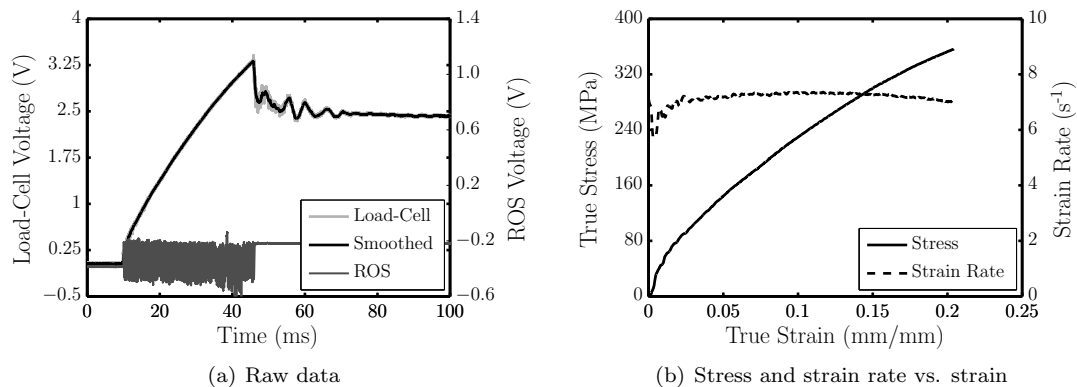 4
3.25
2.5
1.75
1
0.25
−0.5
Load-Cell Voltage (V)
1.4
1.0
0.6
0.2
−0.2
−0.6
ROS Voltage (V)
0
20
40
60
80
100
Time (ms)
Load-Cell
Smoothed
ROS
(a) Raw data
400
320
240
160
80
0
True Stress (MPa)
10
8
6
4
2
0
Strain Rate (s⁻¹)
0
0.05
0.1
0.15
0.2
0.25
True Strain (mm/mm)
Stress
Strain Rate
(b) Stress and strain rate vs. strain